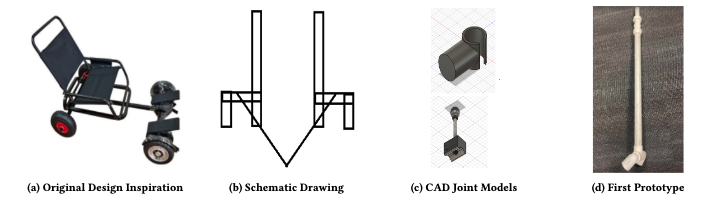 (a) Original Design Inspiration
(b) Schematic Drawing
(c) CAD Joint Models
(d) First Prototype